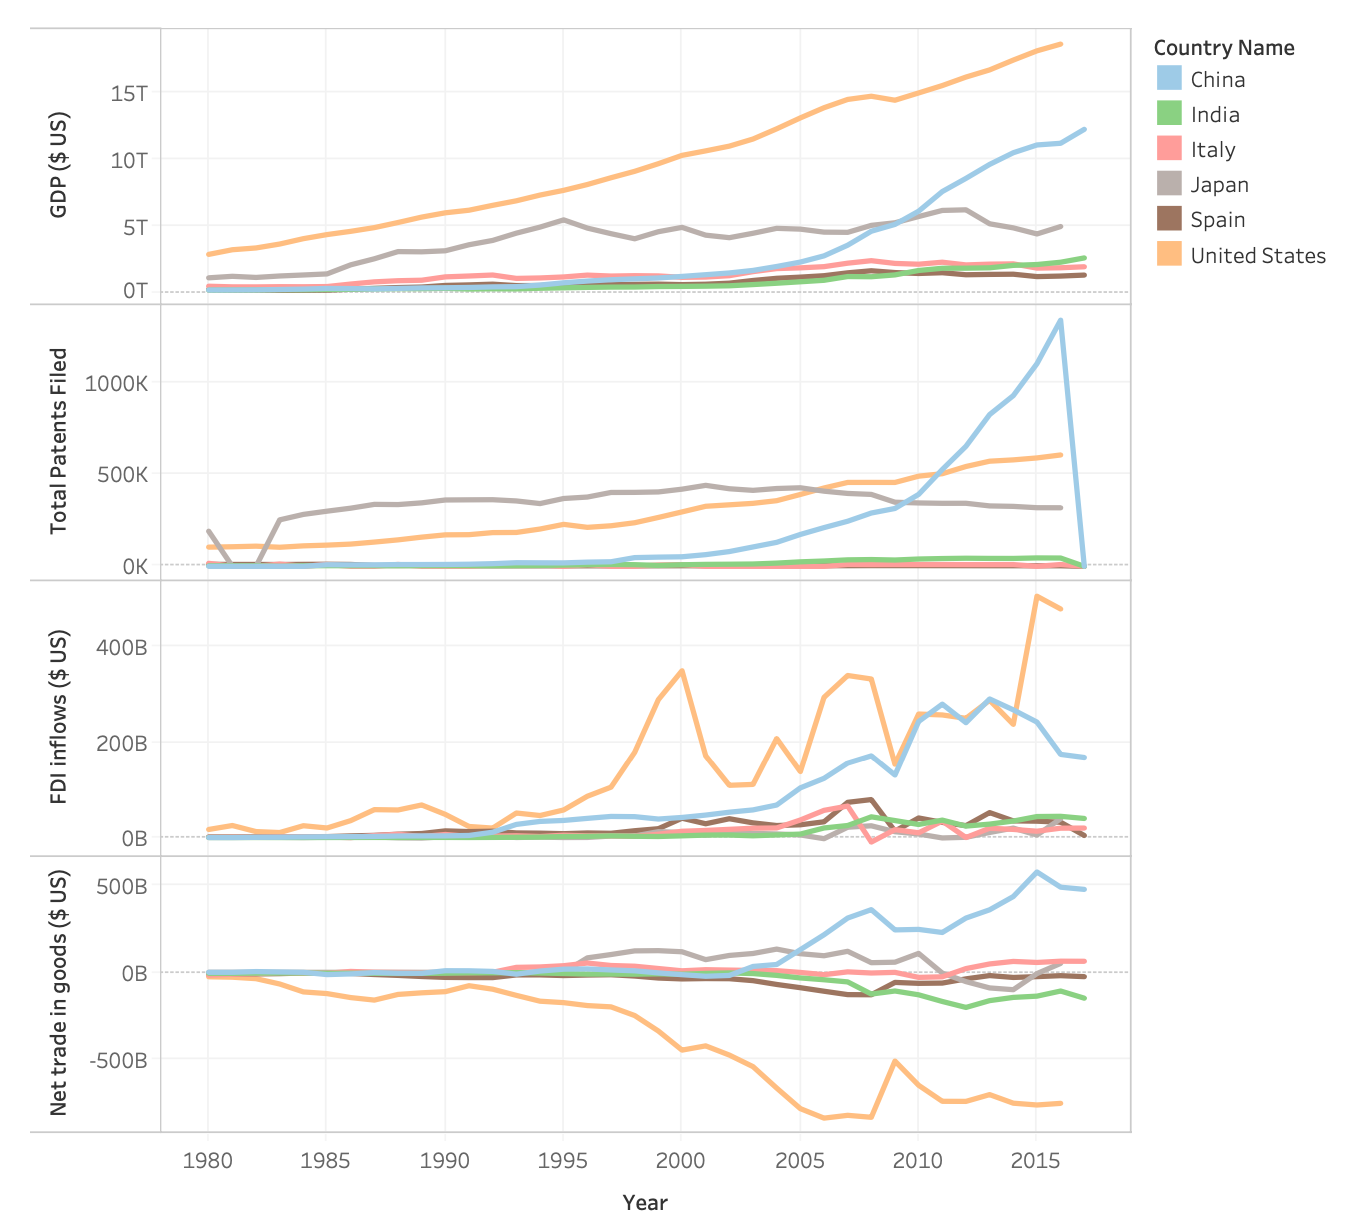 Country Name
China
India
Italy
Japan
Spain
United States
GDP ($ US)
15T
10T
5T
0T
Total Patents Filed
1000K
500K
0K
FDI inflows ($ US)
400B
200B
0B
Net trade in goods ($ US)
500B
0B
-500B
1980 1985 1990 1995 2000 2005 2010 2015
Year